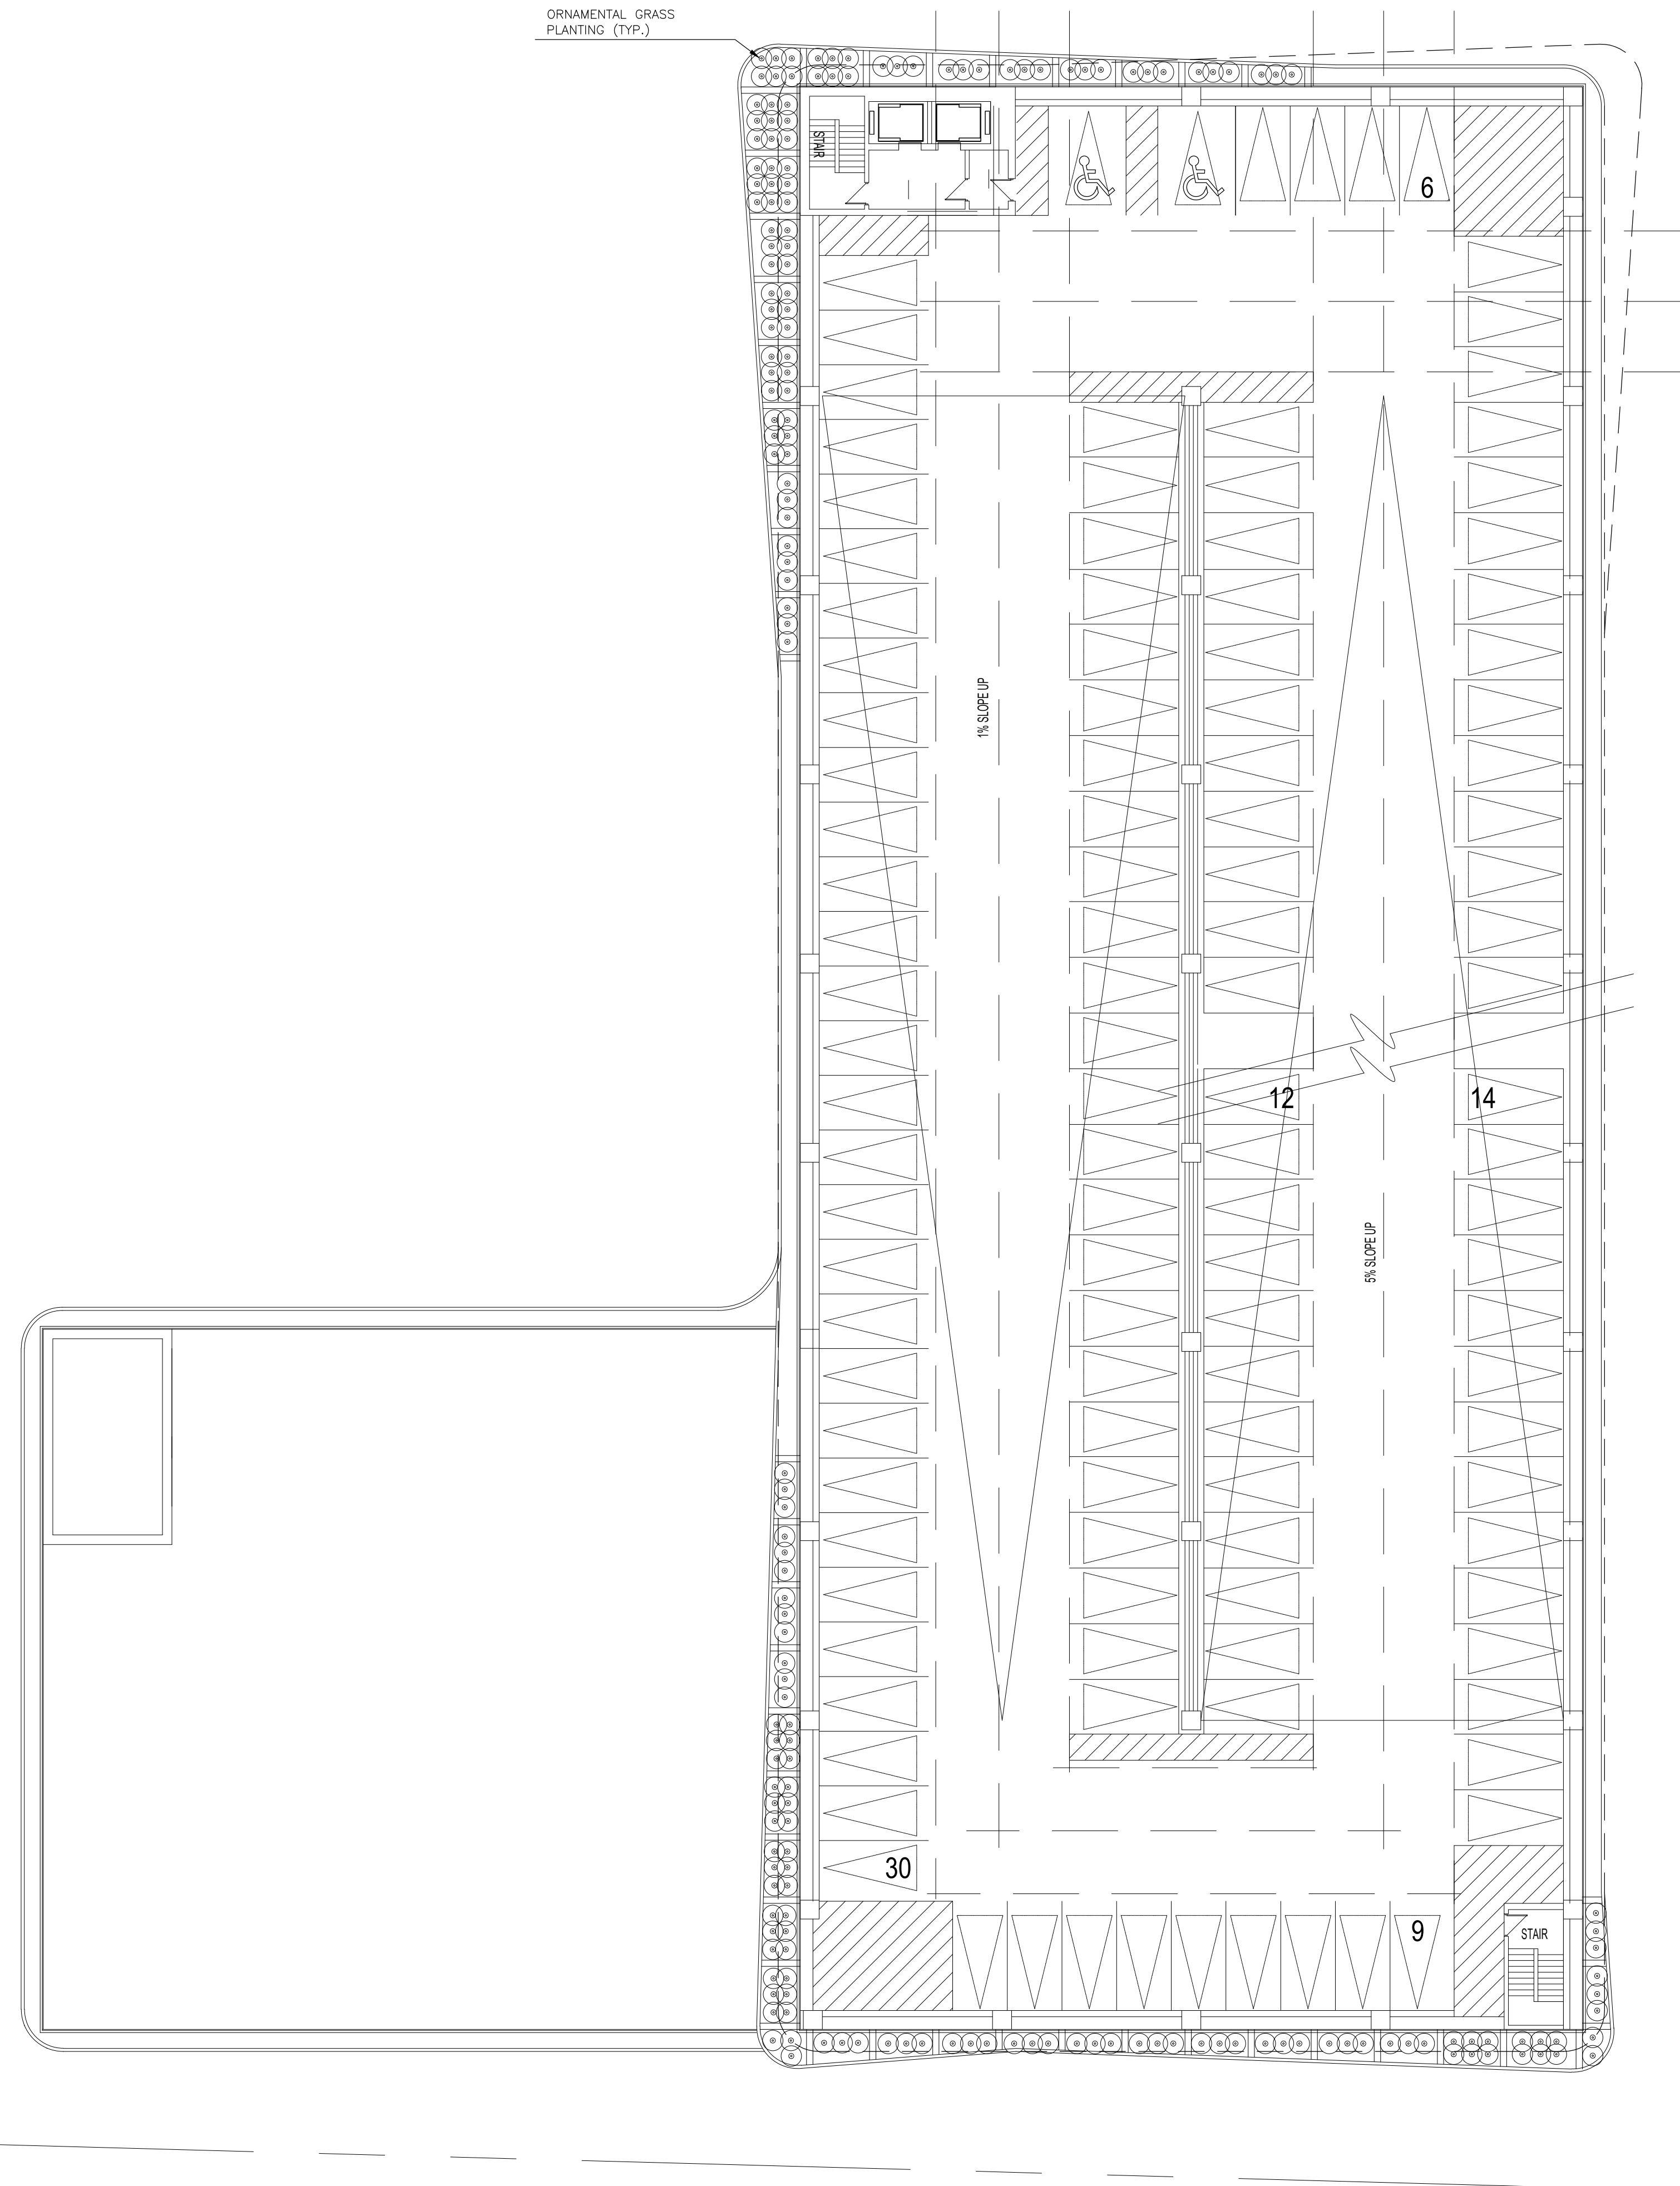 ORNAMENTAL GRASS
PLANTING (TYP.)
STAIR
6
1% SLOPE UP
12
14
5% SLOPE UP
30
9
STAIR